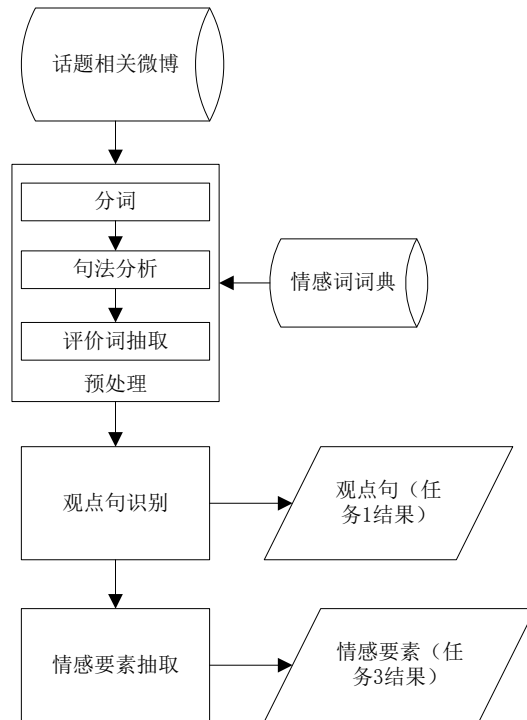 话题相关微博
分词
句法分析
情感词词典
评价词抽取
预处理
观点句识别
观点句（任
务1结果）
情感要素抽取
情感要素（任
务3结果）